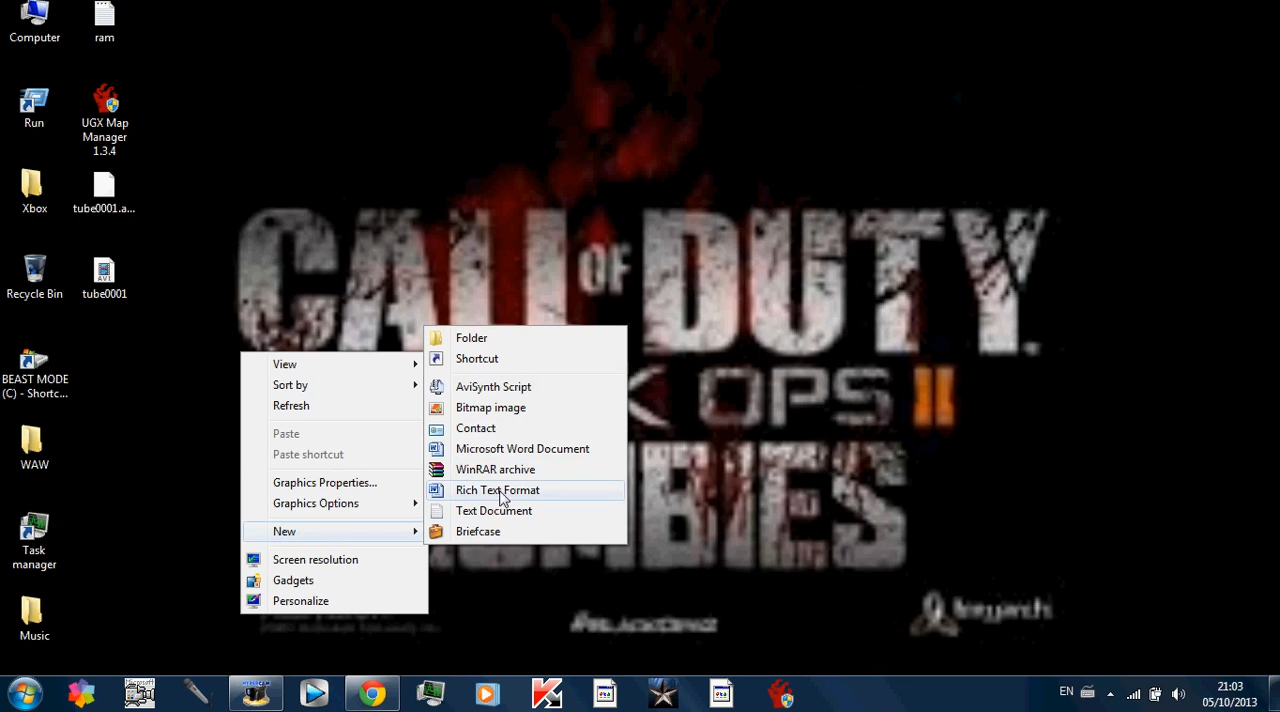 Computer
ram
Run
UGX Map
Manager
1.3.4
Xbox
tube0001.a...
Recycle Bin
tube0001
BEAST MODE
(C) - Shortc...
WAW
Task
manager
Music
CALL OF DUTY
OPS II
View
Sort by
Refresh
Paste
Paste shortcut
Graphics Properties...
Graphics Options
New
Screen resolution
Gadgets
Personalize
Folder
Shortcut
AviSynth Script
Bitmap image
Contact
Microsoft Word Document
WinRAR archive
Rich Text Format
Text Document
Briefcase
Microsoft
HYPERCAM
EN
21:03
05/10/2013